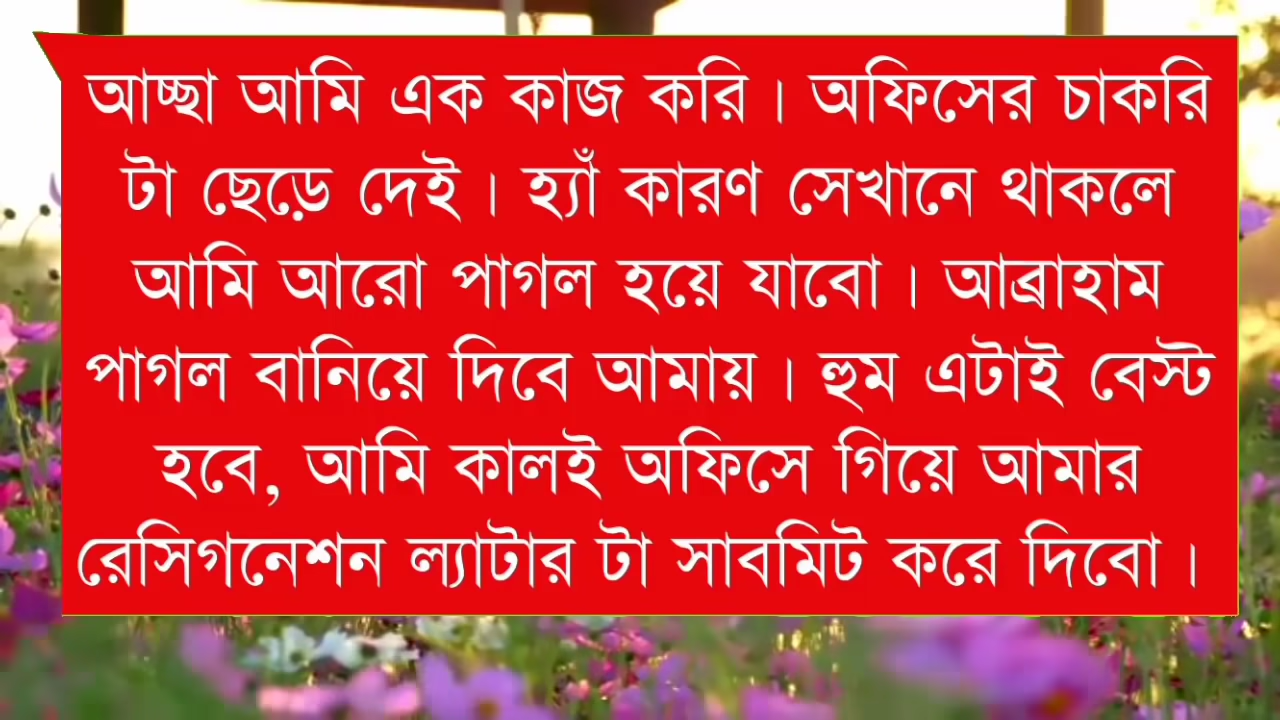 আচ্ছা আমি এক কাজ করি । অফিসের চাকরি
টা ছেড়ে দেই । হ্যাঁ কারণ সেখানে থাকলে
আমি আরো পাগল হয়ে যাবো । আব্রাহাম
পাগল বানিয়ে দিবে আমায় । হুম এটাই বেস্ট
হবে, আমি কালই অফিসে গিয়ে আমার
রেসিগনেশন ল্যাটার টা সাবমিট করে দিবো ।